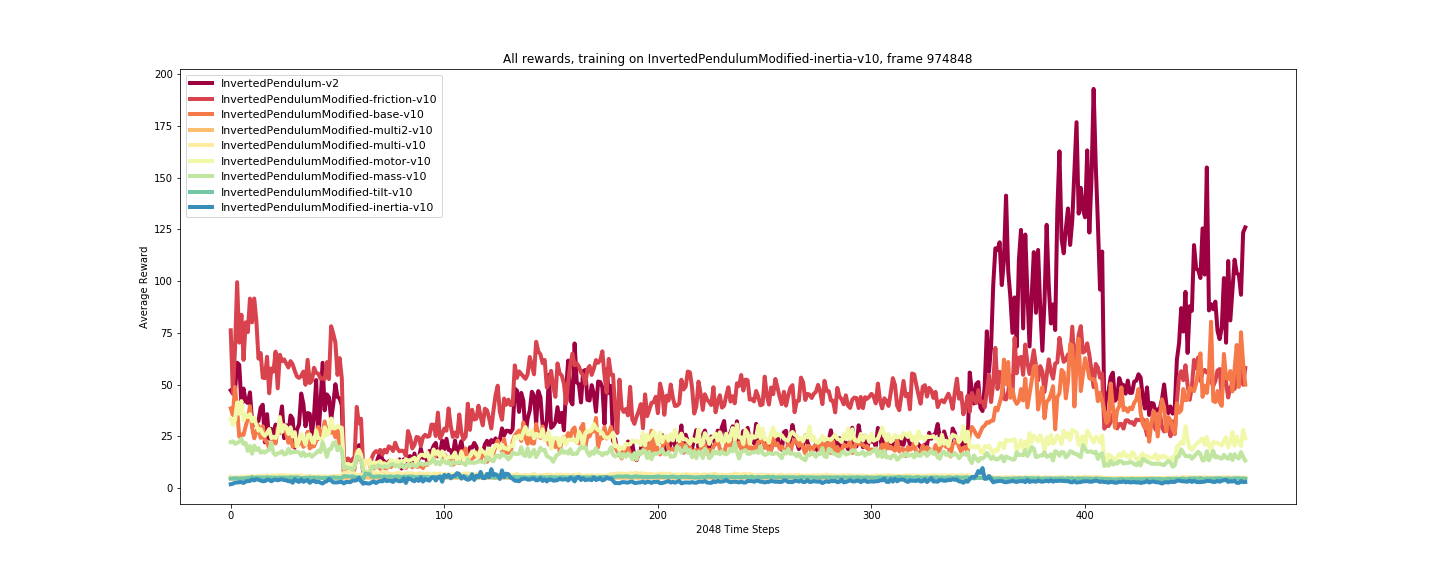 All rewards, training on InvertedPendulumModified-inertia-v10, frame 974848
200
175
150
125
100
75
50
25
0
Average Reward
InvertedPendulum-v2
InvertedPendulumModified-friction-v10
InvertedPendulumModified-base-v10
InvertedPendulumModified-multi2-v10
InvertedPendulumModified-multi-v10
InvertedPendulumModified-motor-v10
InvertedPendulumModified-mass-v10
InvertedPendulumModified-tilt-v10
InvertedPendulumModified-inertia-v10
0 100 200 300 400
2048 Time Steps